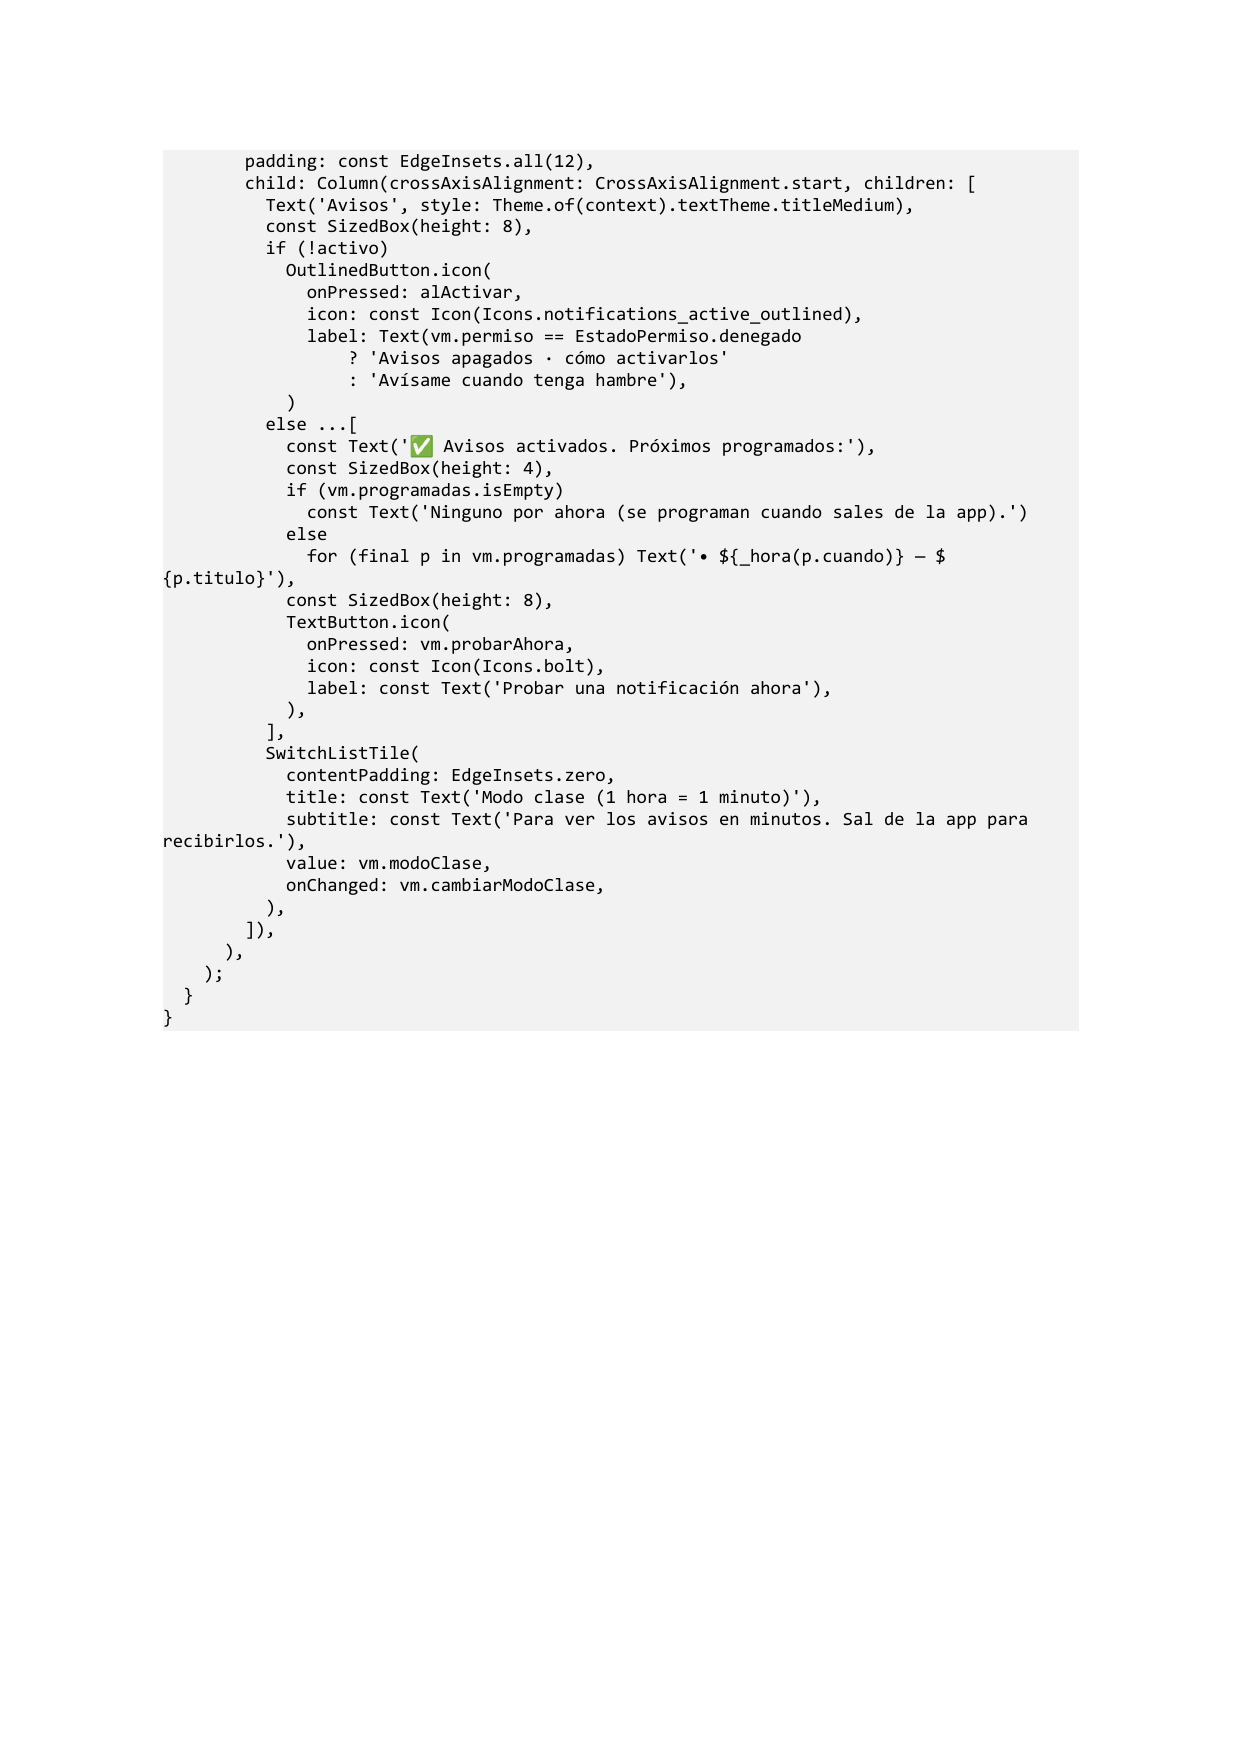 padding: const EdgeInsets.all(12),
        child: Column(crossAxisAlignment: CrossAxisAlignment.start, children: [
          Text('Avisos', style: Theme.of(context).textTheme.titleMedium),
          const SizedBox(height: 8),
          if (!activo)
            OutlinedButton.icon(
              onPressed: alActivar,
              icon: const Icon(Icons.notifications_active_outlined),
              label: Text(vm.permiso == EstadoPermiso.denegado
                  ? 'Avisos apagados · cómo activarlos'
                  : 'Avísame cuando tenga hambre'),
            )
          else ...[
            const Text('✅ Avisos activados. Próximos programados:'),
            const SizedBox(height: 4),
            if (vm.programadas.isEmpty)
              const Text('Ninguno por ahora (se programan cuando sales de la app).')
            else
              for (final p in vm.programadas) Text('• ${_hora(p.cuando)} — $
{p.titulo}'),
            const SizedBox(height: 8),
            TextButton.icon(
              onPressed: vm.probarAhora,
              icon: const Icon(Icons.bolt),
              label: const Text('Probar una notificación ahora'),
            ),
          ],
          SwitchListTile(
            contentPadding: EdgeInsets.zero,
            title: const Text('Modo clase (1 hora = 1 minuto)'),
            subtitle: const Text('Para ver los avisos en minutos. Sal de la app para
recibirlos.'),
            value: vm.modoClase,
            onChanged: vm.cambiarModoClase,
          ),
        ]),
      ),
    );
  }
}